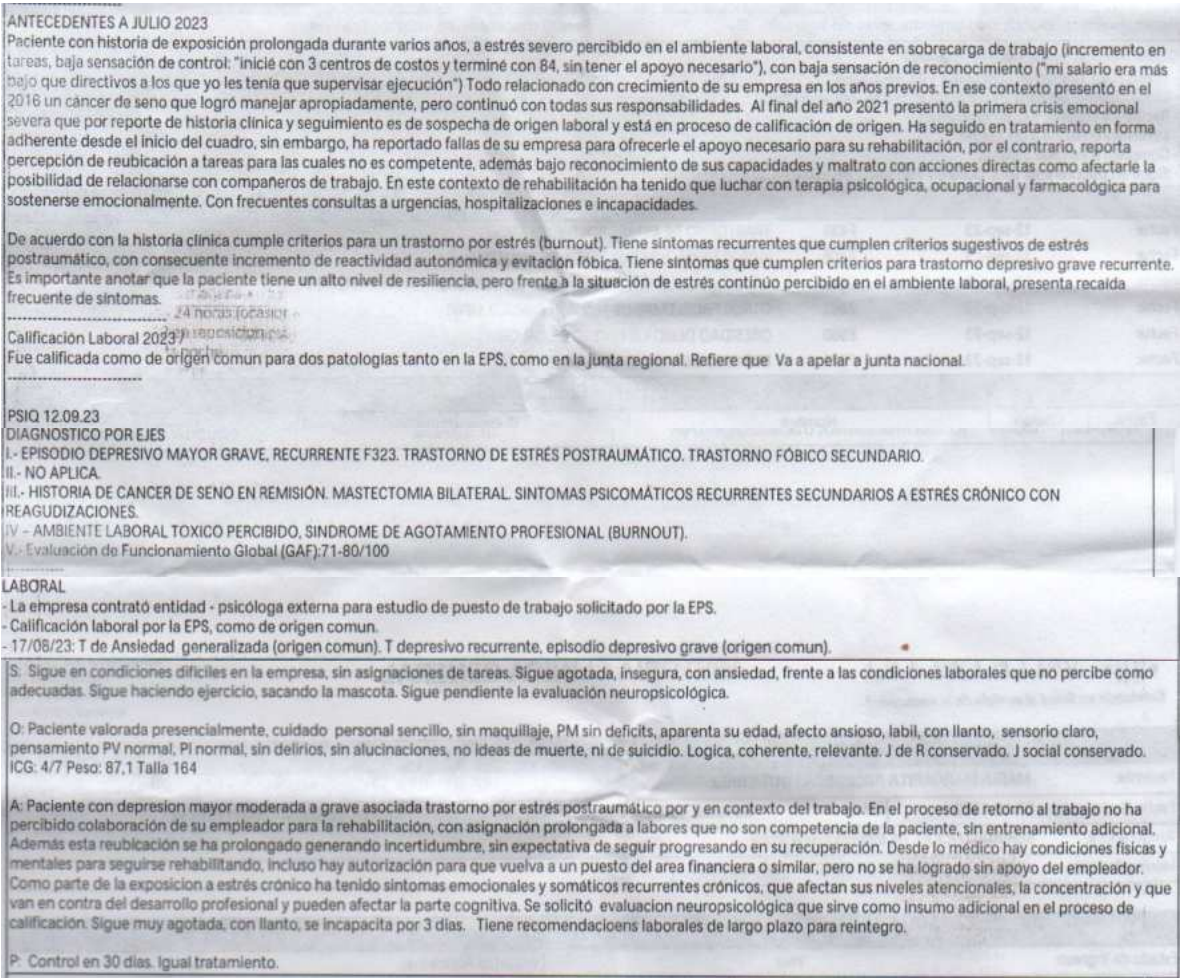 ANTECEDENTES A JULIO 2023
Paciente con historia de exposición prolongada durante varios años, a estrés severo percibido en el ambiente laboral, consistente en sobrecarga de trabajo (incremento en
tareas, baja sensación de control: "inicié con 3 centros de costos y terminé con 84, sin tener el apoyo necesario"), con baja sensación de reconocimiento ("mi salario era más
bajo que directivos a los que yo les tenía que supervisar ejecución") Todo relacionado con crecimiento de su empresa en los años previos. En ese contexto presentó en el
2016 un cáncer de seno que logró manejar apropiadamente, pero continuó con todas sus responsabilidades. Al final del año 2021 presentó la primera crisis emocional
severa que por reporte de historia clínica y seguimiento es de sospecha de origen laboral y está en proceso de calificación de origen. Ha seguido en tratamiento en forma
adherente desde el inicio del cuadro, sin embargo, ha reportado fallas de su empresa para ofrecerle el apoyo necesario para su rehabilitación, por el contrario, reporta
percepción de reubicación a tareas para las cuales no es competente, además bajo reconocimiento de sus capacidades y maltrato con acciones directas como afectarle la
posibilidad de relacionarse con compañeros de trabajo. En este contexto de rehabilitación ha tenido que luchar con terapia psicológica, ocupacional y farmacológica para
sostenerse emocionalmente. Con frecuentes consultas a urgencias, hospitalizaciones e incapacidades.
De acuerdo con la historia clínica cumple criterios para un trastorno por estrés (burnout). Tiene síntomas recurrentes que cumplen criterios sugestivos de estrés
postraumático, con consecuente incremento de reactividad autonómica y evitación fóbica. Tiene síntomas que cumplen criterios para trastorno depresivo grave recurrente.
Es importante anotar que la paciente tiene un alto nivel de resiliencia, pero frente a la situación de estrés continúo percibido en el ambiente laboral, presenta recaída
frecuente de síntomas.
------------------------
24 horas
Calificación Laboral 2023
Fue calificada como de origen comun para dos patologías tanto en la EPS, como en la junta regional. Refiere que Va a apelar a junta nacional.
------------------------
PSIQ 12.09.23
DIAGNOSTICO POR EJES
I.- EPISODIO DEPRESIVO MAYOR GRAVE, RECURRENTE F323. TRASTORNO DE ESTRÉS POSTRAUMÁTICO. TRASTORNO FÓBICO SECUNDARIO.
II.- NO APLICA.
III.- HISTORIA DE CANCER DE SENO EN REMISIÓN. MASTECTOMIA BILATERAL. SINTOMAS PSICOMÁTICOS RECURRENTES SECUNDARIOS A ESTRÉS CRÓNICO CON
REAGUDIZACIONES.
IV – AMBIENTE LABORAL TOXICO PERCIBIDO, SINDROME DE AGOTAMIENTO PROFESIONAL (BURNOUT).
V.- Evaluación de Funcionamiento Global (GAF):71-80/100
----------
LABORAL
- La empresa contrató entidad - psicóloga externa para estudio de puesto de trabajo solicitado por la EPS.
- Calificación laboral por la EPS, como de origen comun.
- 17/08/23: T de Ansiedad generalizada (origen comun). T depresivo recurrente, episodio depresivo grave (origen comun).
S. Sigue en condiciones dificiles en la empresa, sin asignaciones de tareas. Sigue agotada, insegura, con ansiedad, frente a las condiciones laborales que no percibe como
adecuadas. Sigue haciendo ejercicio, sacando la mascota. Sigue pendiente la evaluación neuropsicológica.
O: Paciente valorada presencialmente, cuidado personal sencillo, sin maquillaje, PM sin deficits, aparenta su edad, afecto ansioso, labil, con llanto, sensorio claro,
pensamiento PV normal, PI normal, sin delirios, sin alucinaciones, no ideas de muerte, ni de suicidio. Logica, coherente, relevante. J de R conservado. J social conservado.
ICG: 4/7 Peso: 87,1 Talla 164
A: Paciente con depresion mayor moderada a grave asociada trastorno por estrés postraumático por y en contexto del trabajo. En el proceso de retorno al trabajo no ha
percibido colaboración de su empleador para la rehabilitación, con asignación prolongada a labores que no son competencia de la paciente, sin entrenamiento adicional.
Además esta reubicación se ha prolongado generando incertidumbre, sin expectativa de seguir progresando en su recuperación. Desde lo médico hay condiciones físicas y
mentales para seguirse rehabilitando, incluso hay autorización para que vuelva a un puesto del area financiera o similar, pero no se ha logrado sin apoyo del empleador.
Como parte de la exposicion a estrés crónico ha tenido sintomas emocionales y somáticos recurrentes crónicos, que afectan sus niveles atencionales, la concentración y que
van en contra del desarrollo profesional y pueden afectar la parte cognitiva. Se solicitó evaluacion neuropsicológica que sirve como insumo adicional en el proceso de
calificación. Sigue muy agotada, con llanto, se incapacita por 3 dias. Tiene recomendacioens laborales de largo plazo para reintegro.
P: Control en 30 dias. Igual tratamiento.